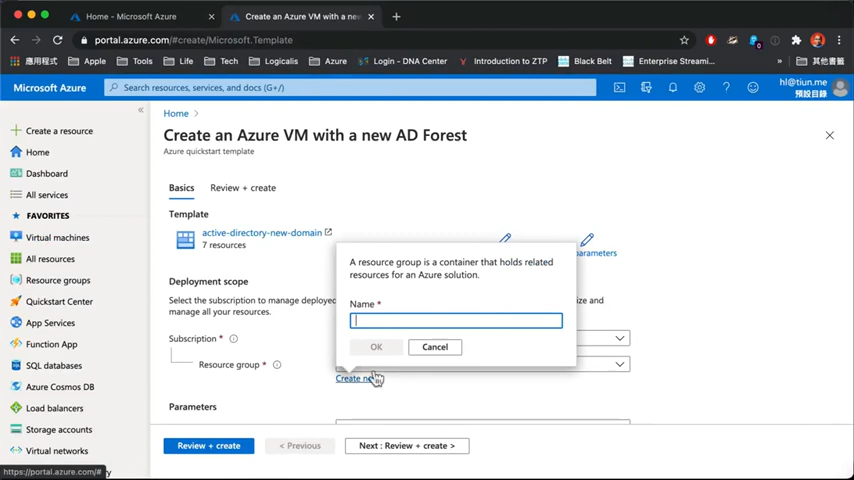 Home - Microsoft Azure
Create an Azure VM with a new
portal.azure.com/#create/Microsoft.Template
應用程式
Apple
Tools
Life
Tech
Logicalis
Azure
Login - DNA Center
Introduction to ZTP
Black Belt
Enterprise Streami...
其他書籤
Microsoft Azure
Search resources, services, and docs (G+/)
hl@tiun.me
預設目錄
Create a resource
Home
Dashboard
All services
FAVORITES
Virtual machines
All resources
Resource groups
Quickstart Center
App Services
Function App
SQL databases
Azure Cosmos DB
Load balancers
Storage accounts
Virtual networks
https://portal.azure.com/#
Home
Create an Azure VM with a new AD Forest
Azure quickstart template
Basics
Review + create
Template
active-directory-new-domain
7 resources
parameters
Deployment scope
Select the subscription to manage deployed
manage all your resources.
Subscription *
Resource group *
Create
A resource group is a container that holds related
resources for an Azure solution.
Name *
OK
Cancel
Parameters
Review + create
< Previous
Next : Review + create >